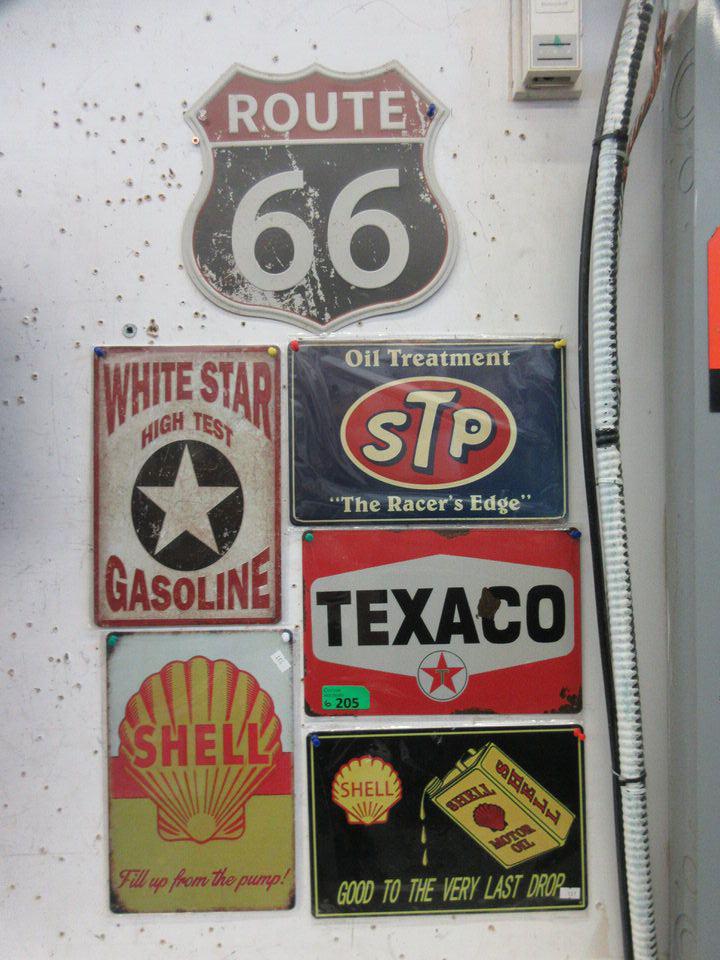 ROUTE
66
WHITE STAR
HIGH TEST
GASOLINE
Oil Treatment
STP
"The Racer's Edge"
TEXACO
T
6 205
SHELL
Fill up from the pump!
SHELL
SHELL
MOTOR
OIL
GOOD TO THE VERY LAST DROP